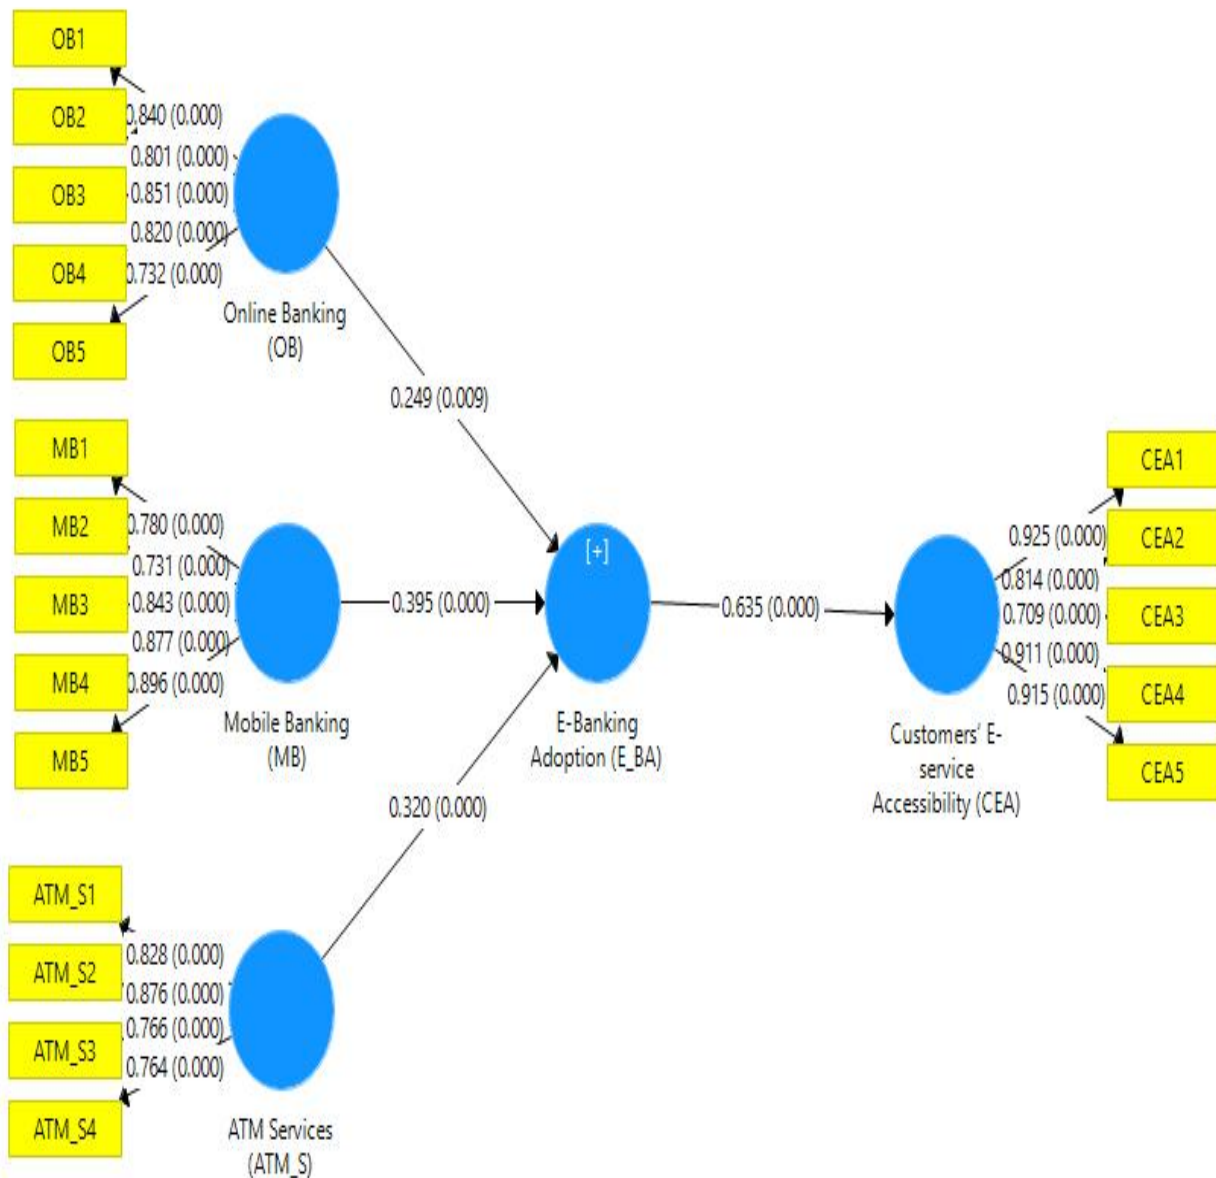 OB1
OB2
OB3
OB4
OB5
0.840 (0.000)
0.801 (0.000)
0.851 (0.000)
0.820 (0.000)
0.732 (0.000)
Online Banking
(OB)
0.249 (0.009)
MB1
MB2
MB3
MB4
MB5
0.780 (0.000)
0.731 (0.000)
0.843 (0.000)
0.877 (0.000)
0.896 (0.000)
Mobile Banking
(MB)
0.395 (0.000)
[+]
E-Banking
Adoption (E_BA)
0.635 (0.000)
Customers' E-
service
Accessibility (CEA)
0.925 (0.000)
0.814 (0.000)
0.709 (0.000)
0.911 (0.000)
0.915 (0.000)
CEA1
CEA2
CEA3
CEA4
CEA5
0.320 (0.000)
ATM_S1
ATM_S2
ATM_S3
ATM_S4
0.828 (0.000)
0.876 (0.000)
0.766 (0.000)
0.764 (0.000)
ATM Services
(ATM_S)